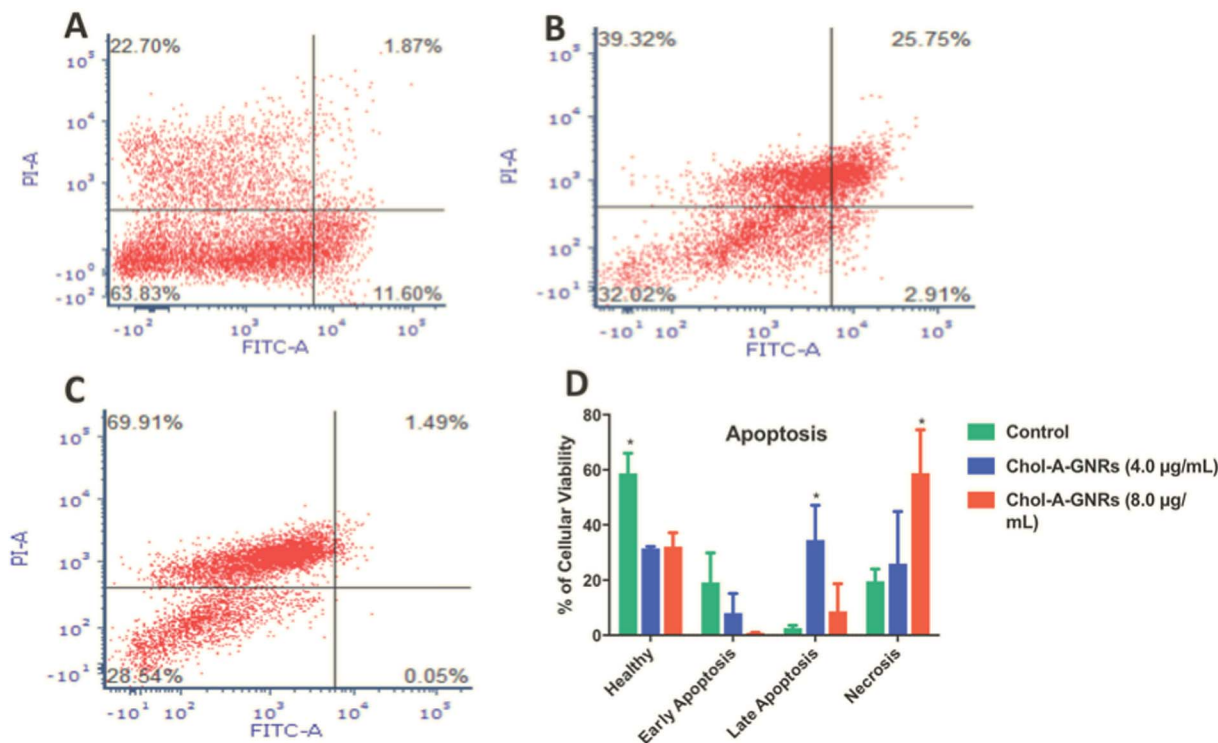 A
22.70%
1.87%
10⁵
10⁴
10³
-10⁰
-10²
PI-A
63.83%
11.60%
-10²
10³
10⁴
10⁵
FITC-A
B
39.32%
25.75%
10⁵
10⁴
10³
10²
-10¹
PI-A
32.02%
2.91%
-10¹
10²
10³
10⁴
10⁵
FITC-A
C
69.91%
1.49%
10⁵
10⁴
10³
10²
-10¹
PI-A
28.54%
0.05%
-10¹
10²
10³
10⁴
10⁵
FITC-A
D
Apoptosis
% of Cellular Viability
80
60
40
20
0
*
*
*
Healthy
Early Apoptosis
Late Apoptosis
Necrosis
Control
Chol-A-GNRs (4.0 µg/mL)
Chol-A-GNRs (8.0 µg/
mL)